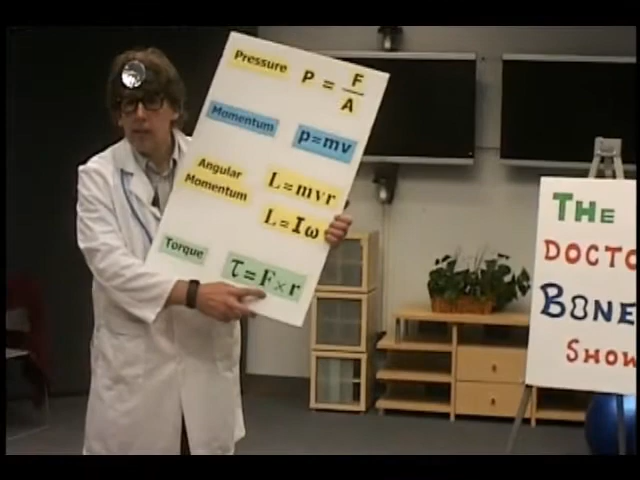 Pressure P = F/A
Momentum p=mv
Angular
Momentum
L=mvr
L=Iω
Torque τ=F×r
THE
DOCTO
BONE
SHOW